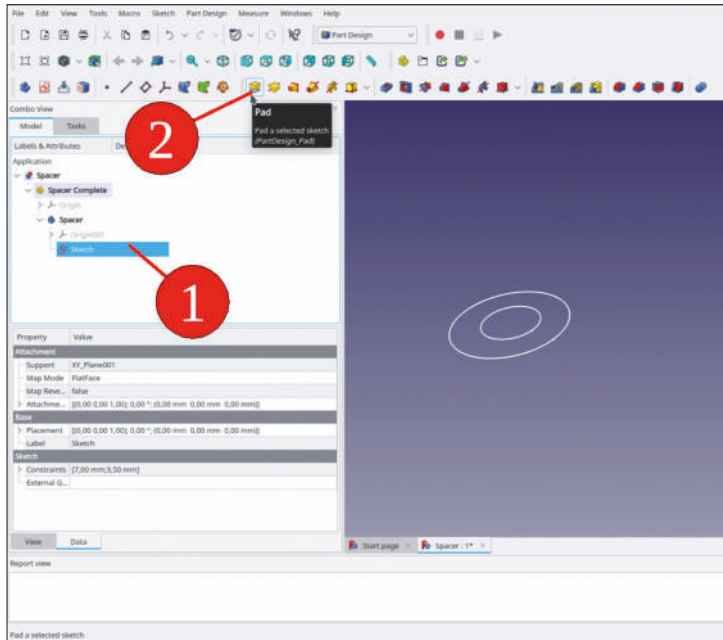 File Edit View Tools Macro Sketch Part Design Measure Windows Help
Part Design
Combo View
Model Tasks
Labels & Attributes De
Application
Spacer
Spacer Complete
Origin
Spacer
Origin001
Sketch
2
Pad
Pad a selected sketch
(PartDesign_Pad)
1
Property Value
Attachment
Support XY_Plane001
Map Mode FlatFace
Map Reve... false
Attachme... [(0,00 0,00 1,00); 0,00 °; (0,00 mm 0,00 mm 0,00 mm)]
Base
Placement [(0,00 0,00 1,00); 0,00 °; (0,00 mm 0,00 mm 0,00 mm)]
Label Sketch
Sketch
Constraints [7,00 mm;3,50 mm]
External G...
View Data
Start page Spacer : 1*
Report view
Pad a selected sketch